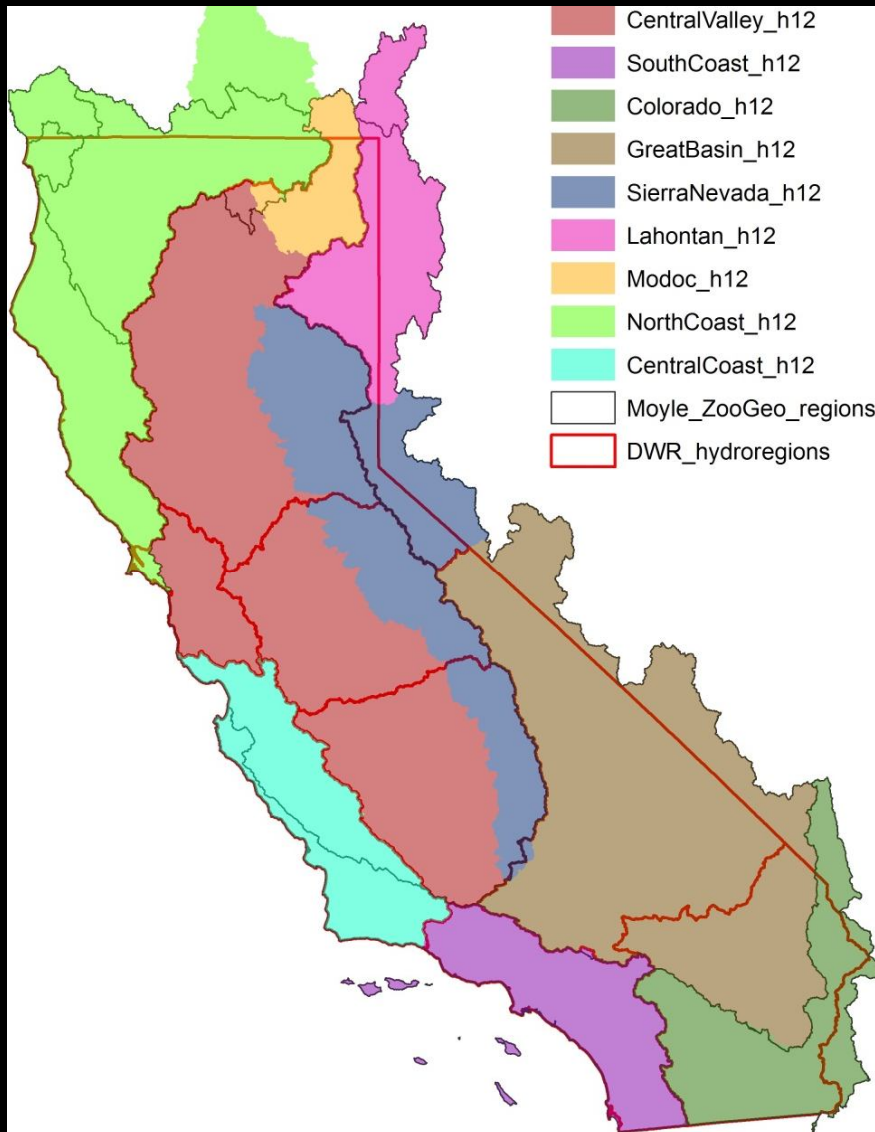 CentralValley_h12
SouthCoast_h12
Colorado_h12
GreatBasin_h12
SierraNevada_h12
Lahontan_h12
Modoc_h12
NorthCoast_h12
CentralCoast_h12
Moyle_ZooGeo_regions
DWR_hydroregions